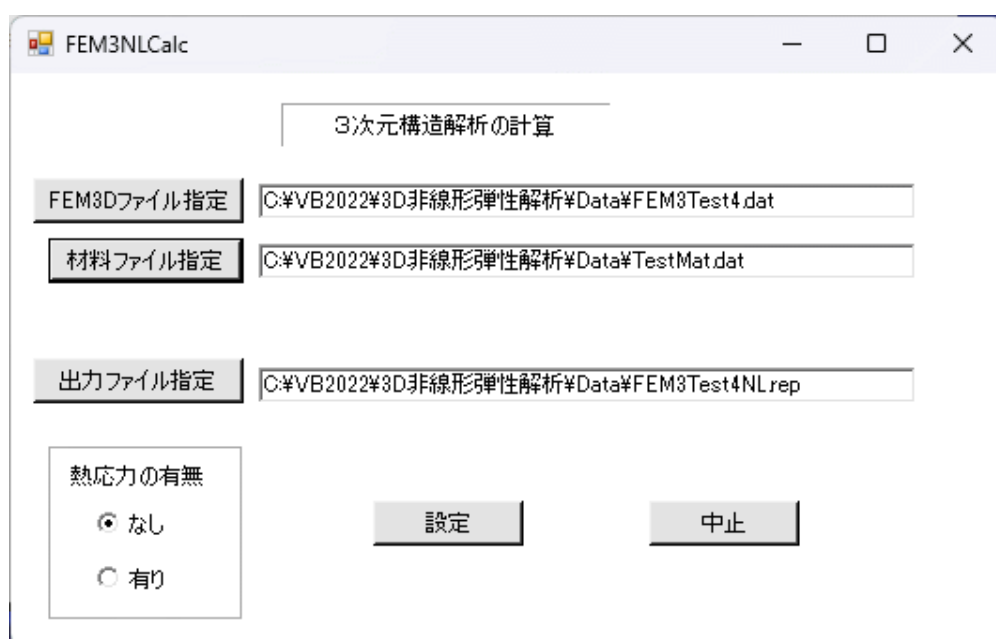 FEM3NLCalc
３次元構造解析の計算
FEM3Dファイル指定 C:¥VB2022¥3D非線形弾性解析¥Data¥FEM3Test4.dat
材料ファイル指定 C:¥VB2022¥3D非線形弾性解析¥Data¥TestMat.dat
出力ファイル指定 C:¥VB2022¥3D非線形弾性解析¥Data¥FEM3Test4NL.rep
熱応力の有無
なし
有り
設定 中止